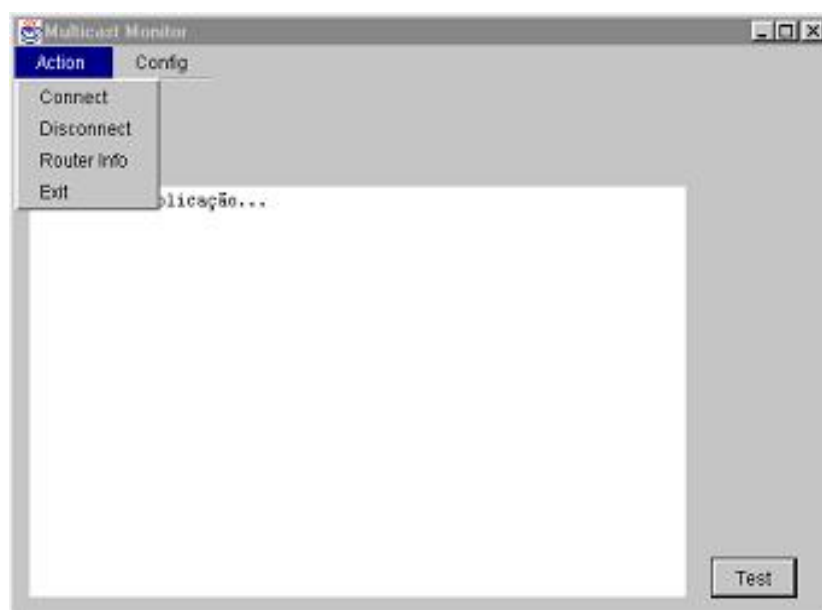 Multicast Monitor
Action Config
Connect
Disconnect
Router Info
Exit
plicação...
Test